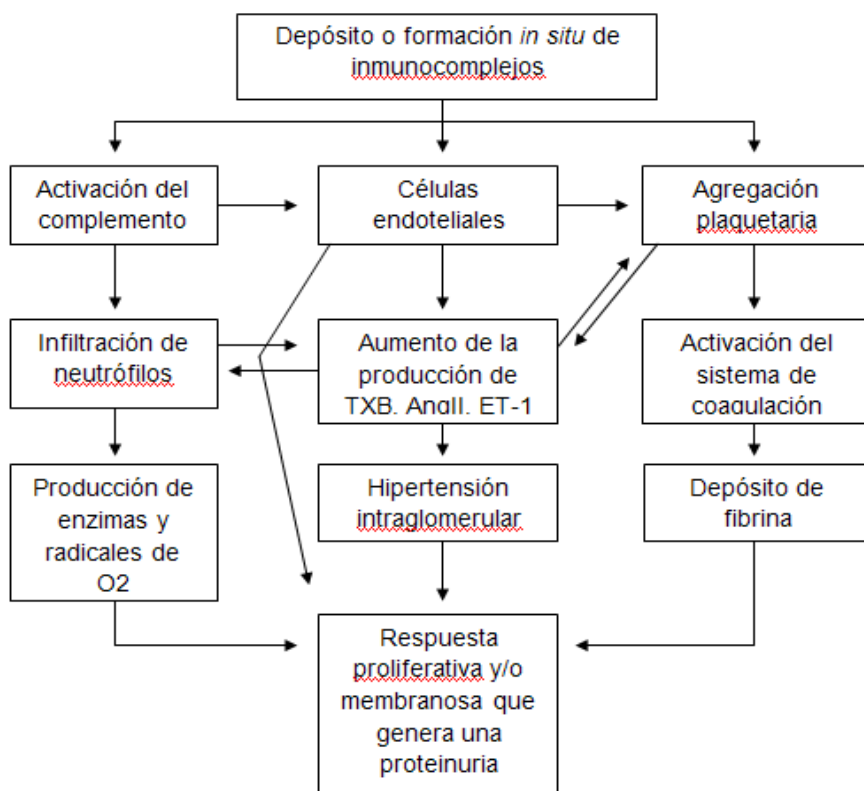 Depósito o formación in situ de
inmunocomplejos
Activación del
complemento
Células
endoteliales
Agregación
plaquetaria
Infiltración de
neutrófilos
Aumento de la
producción de
TXB, AngII, ET-1
Activación del
sistema de
coagulación
Producción de
enzimas y
radicales de
O2
Hipertensión
intraglomerular
Depósito de
fibrina
Respuesta
proliferativa y/o
membranosa que
genera una
proteinuria